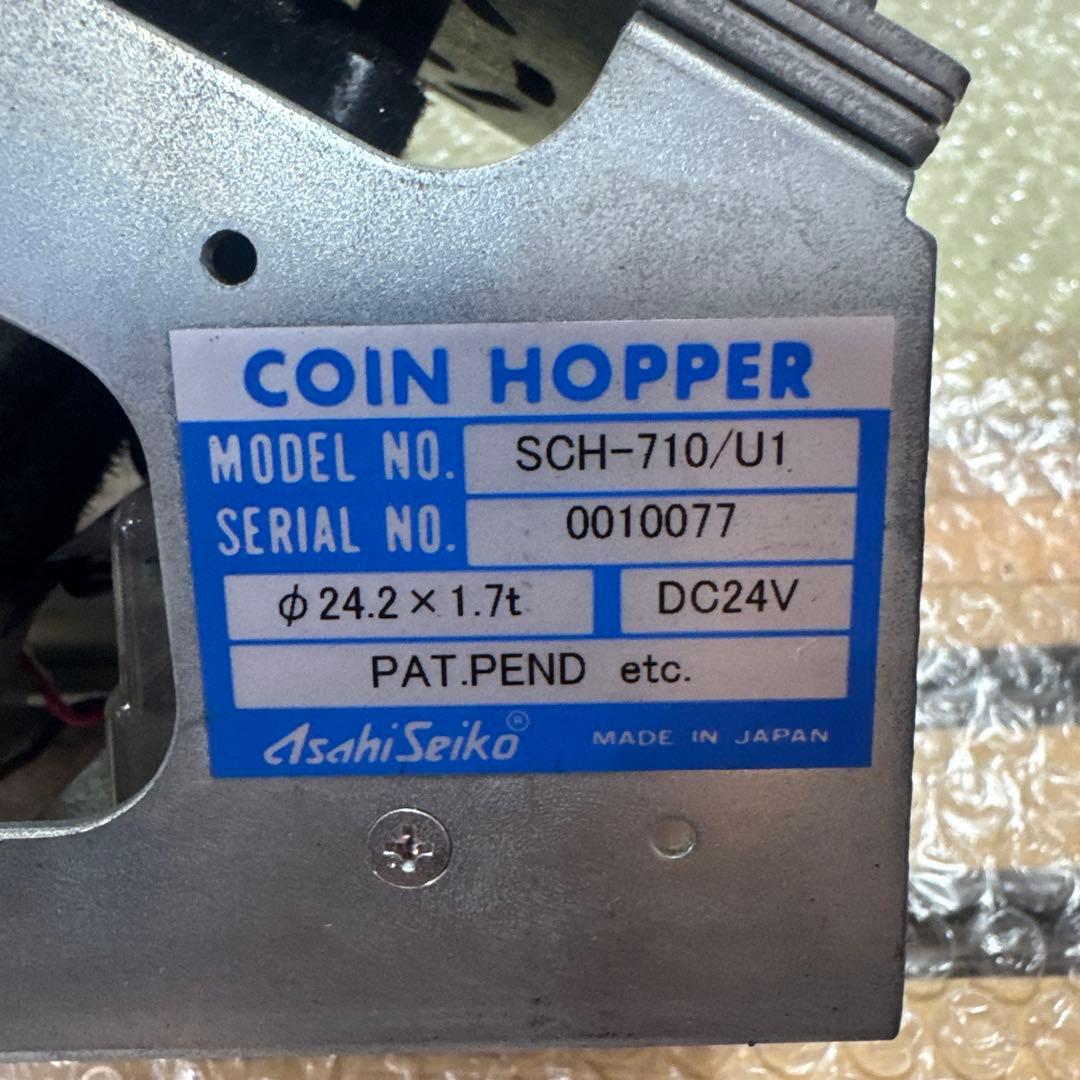 COIN HOPPER
MODEL NO. SCH-710/U1
SERIAL NO. 0010077
φ24.2×1.7t DC24V
PAT.PEND etc.
AsahiSeiko® MADE IN JAPAN